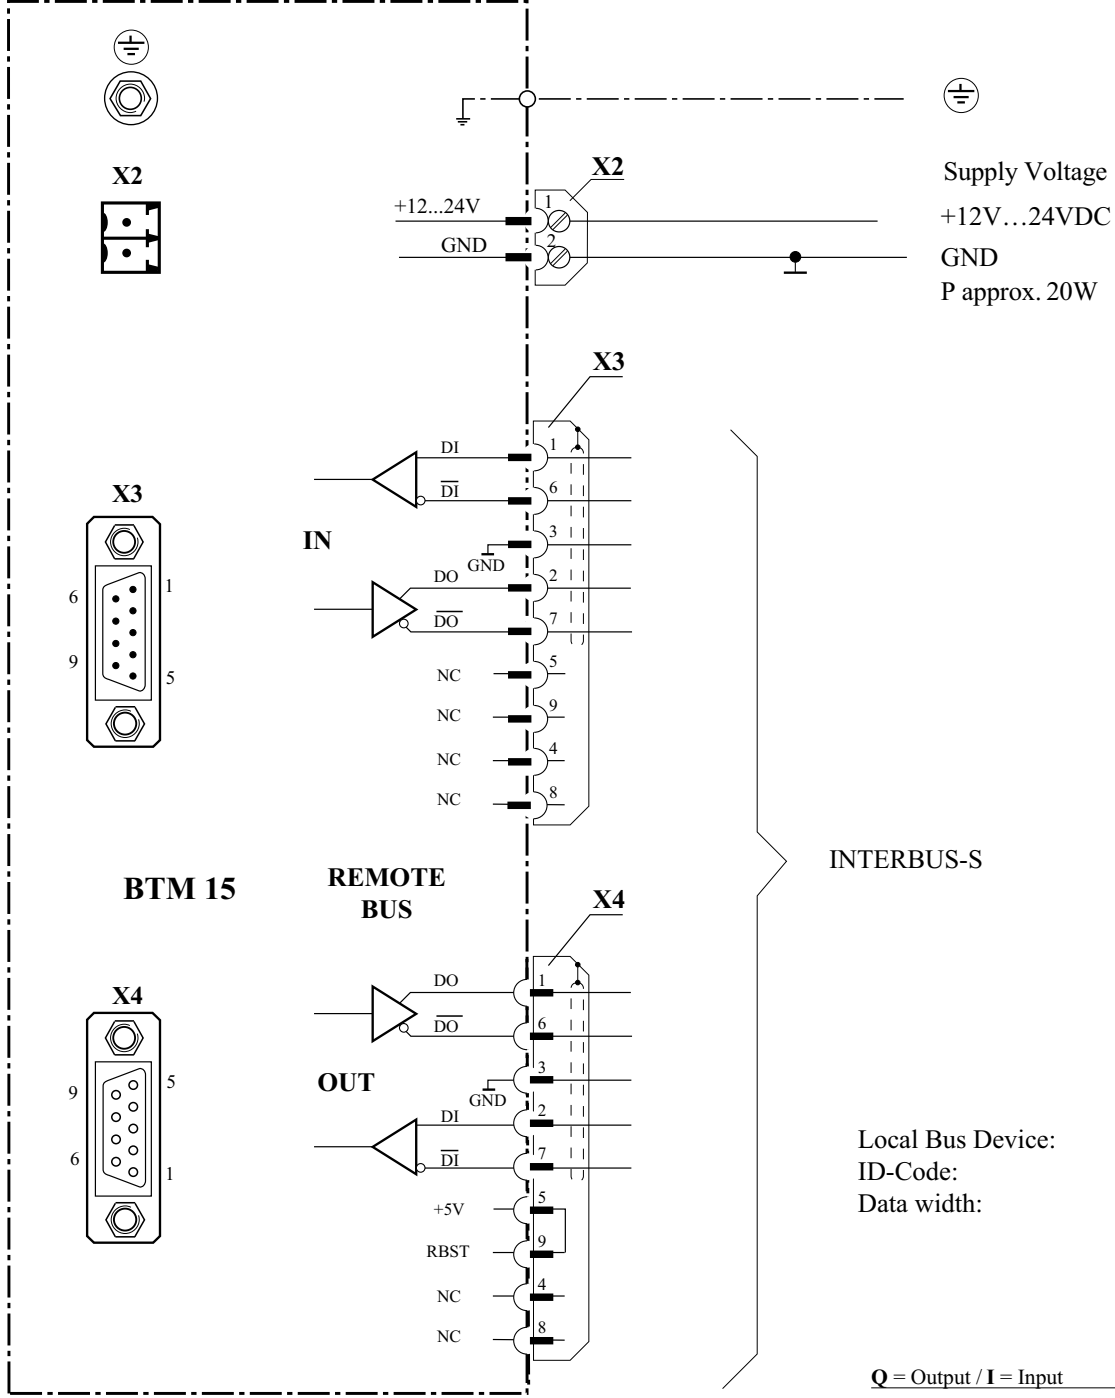 X2
X2
Supply Voltage
+12...24V
1
+12V…24VDC
GND
2
GND
P approx. 20W
X3
DI
1
X3
DI
6
IN
GND
3
1
6
DO
2
DO
7
9
5
NC
5
NC
9
NC
4
NC
8
INTERBUS-S
BTM 15
REMOTE
BUS
X4
X4
DO
1
DO
6
OUT
GND
3
9
5
DI
2
DI
7
6
1
Local Bus Device:
ID-Code:
Data width:
+5V
5
RBST
9
NC
4
NC
8
Q = Output / I = Input